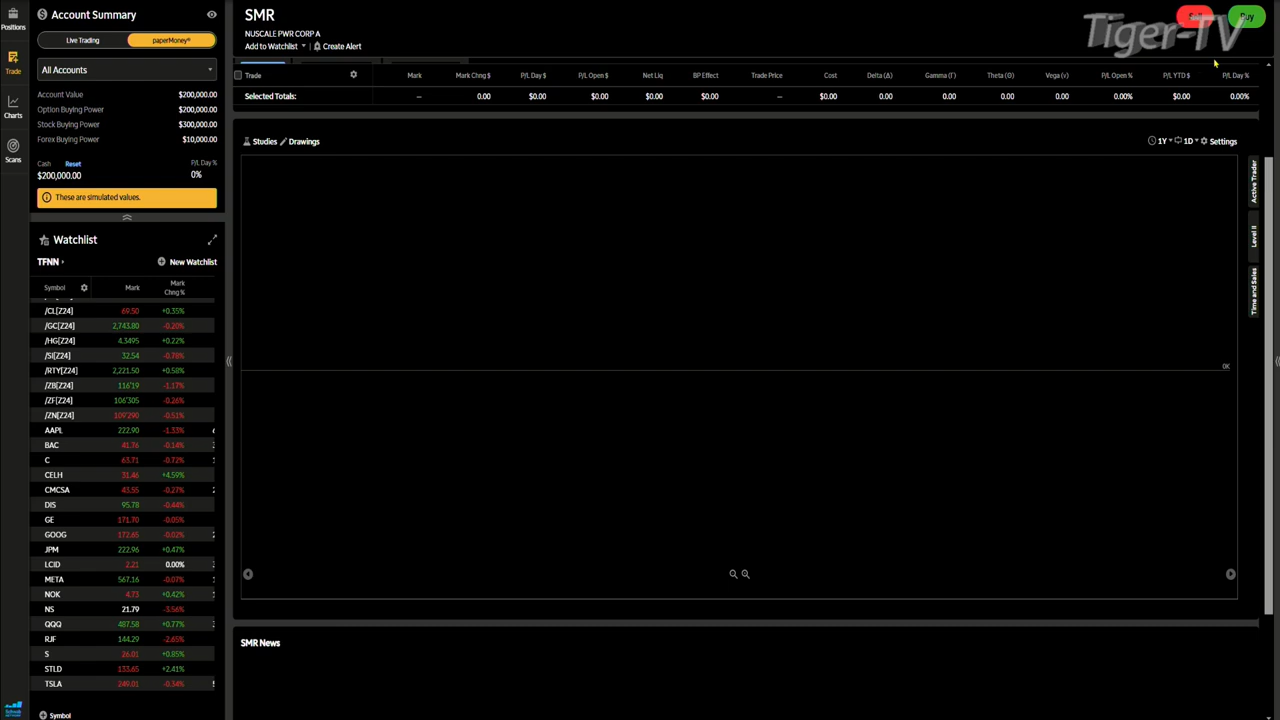 Positions
Trade
Charts
Scans
Account Summary
Live Trading paperMoney®
All Accounts
Account Value $200,000.00
Option Buying Power $200,000.00
Stock Buying Power $300,000.00
Forex Buying Power $10,000.00
Cash Reset P/L Day %
$200,000.00 0%
These are simulated values.
Watchlist
TFNN New Watchlist
Symbol Mark Mark Chng %
/CL[Z24] 69.50 +0.35%
/GC[Z24] 2,743.80 -0.20%
/HG[Z24] 4.3495 +0.22%
/SI[Z24] 32.54 -0.78%
/RTY[Z24] 2,221.50 +0.58%
/ZB[Z24] 116'19 -1.17%
/ZF[Z24] 106'305 -0.26%
/ZN[Z24] 109'290 -0.51%
AAPL 222.90 -1.33%
BAC 41.76 -0.14%
C 63.71 -0.72%
CELH 31.46 +4.59%
CMCSA 43.55 -0.27%
DIS 95.78 -0.44%
GE 171.70 -0.05%
GOOG 172.65 -0.02%
JPM 222.96 +0.47%
LCID 2.21 0.00%
META 567.16 -0.07%
NOK 4.73 +0.42%
NS 21.79 -3.56%
QQQ 487.58 +0.77%
RJF 144.29 -2.65%
S 26.01 +0.85%
STLD 133.65 +2.41%
TSLA 249.01 -0.34%
Symbol
SMR
NUSCALE PWR CORP A
Add to Watchlist Create Alert
Buy
Tiger-TV
Trade Mark Mark Chng $ P/L Day $ P/L Open $ Net Liq BP Effect Trade Price Cost Delta (Δ) Gamma (Γ) Theta (Θ) Vega (ν) P/L Open % P/L YTD $ P/L Day %
Selected Totals: — 0.00 $0.00 $0.00 $0.00 $0.00 — $0.00 0.00 0.00 0.00 0.00 0.00% $0.00 0.00%
Studies Drawings 1Y 1D Settings
Active Trader
Level II
Time and Sales
0K
SMR News